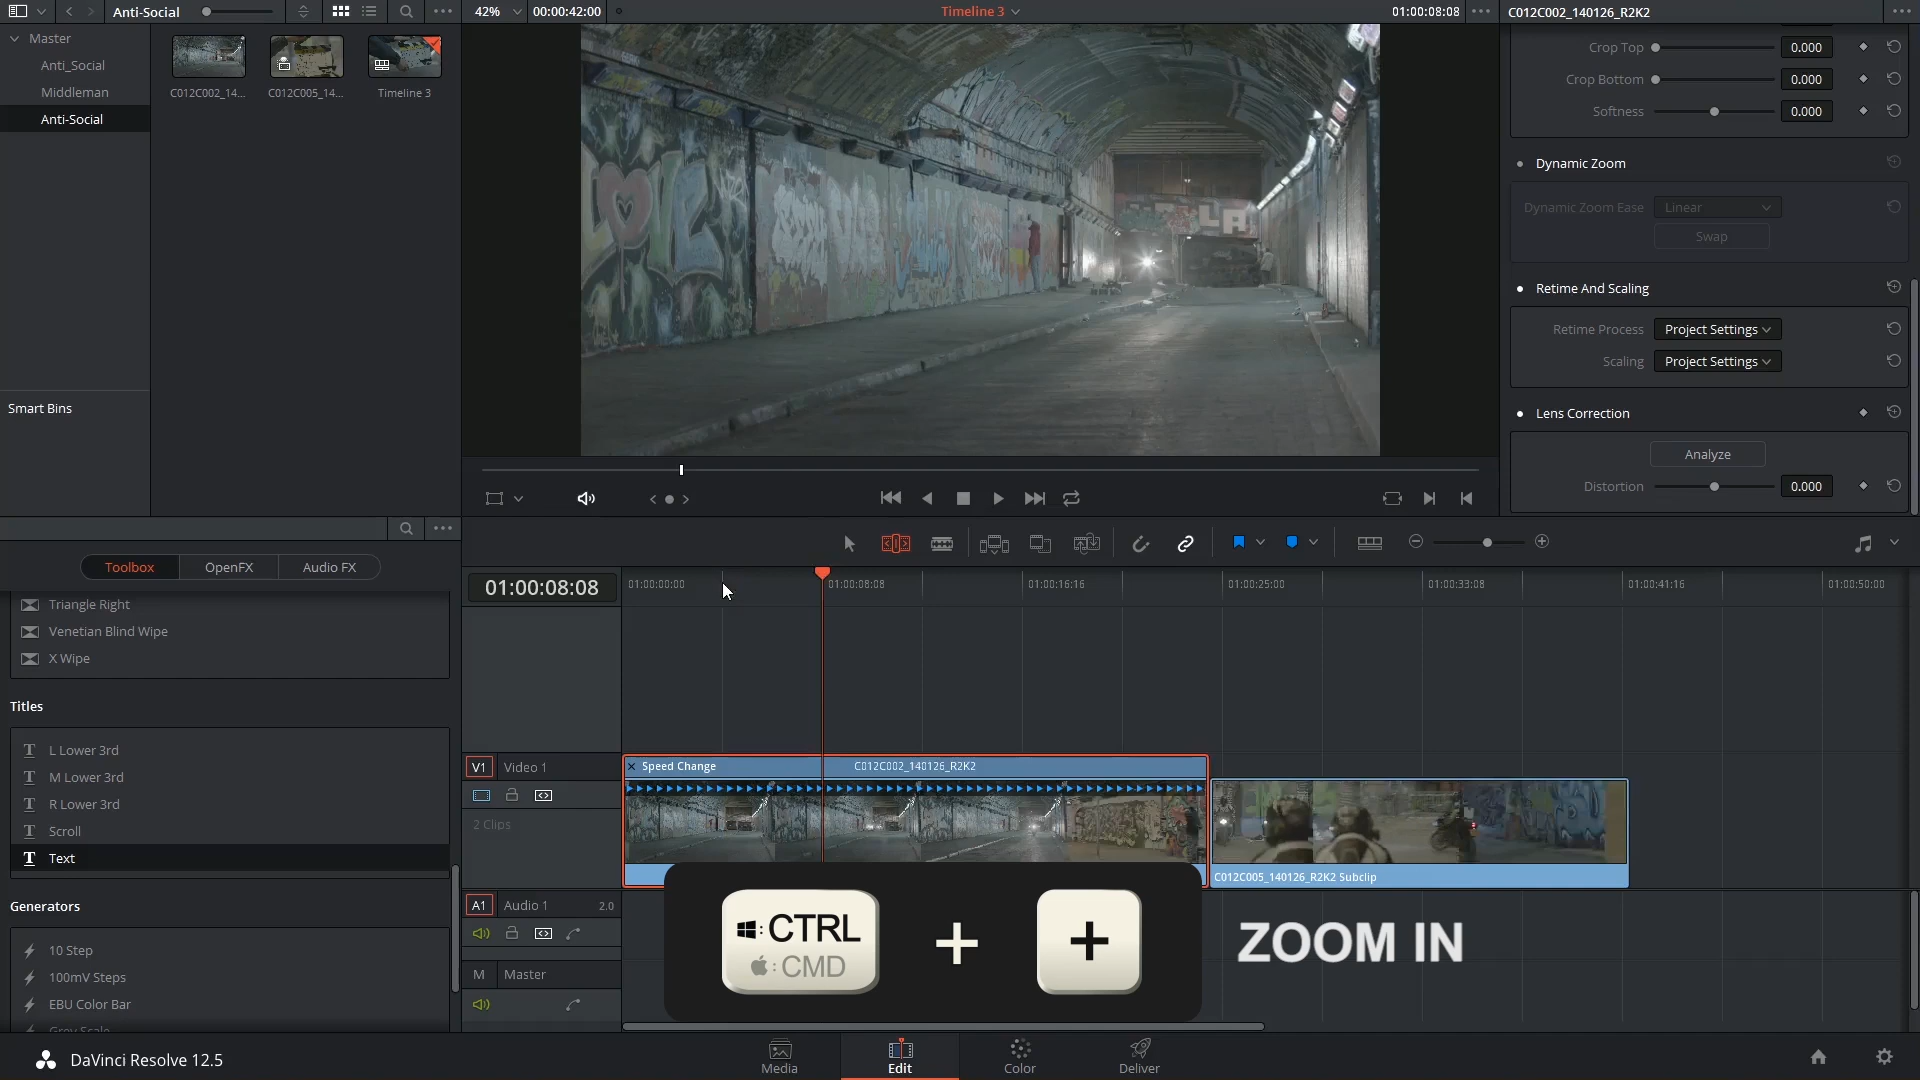 Anti-Social
42%
00:00:42:00
Timeline 3
01:00:08:08
C012C002_140126_R2K2
Master
Anti_Social
Middleman
Anti-Social
C012C002_14...
C012C005_14...
Timeline 3
Smart Bins
LOVE
LA
Crop Top
0.000
Crop Bottom
0.000
Softness
0.000
Dynamic Zoom
Dynamic Zoom Ease
Linear
Swap
Retime And Scaling
Retime Process
Project Settings
Scaling
Project Settings
Lens Correction
Analyze
Distortion
0.000
Toolbox
OpenFX
Audio FX
Triangle Right
Venetian Blind Wipe
X Wipe
Titles
T L Lower 3rd
T M Lower 3rd
T R Lower 3rd
T Scroll
T Text
Generators
10 Step
100mV Steps
EBU Color Bar
Grey Scale
01:00:08:08
01:00:00:00
01:00:08:08
01:00:16:16
01:00:25:00
01:00:33:08
01:00:41:16
01:00:50:00
V1
Video 1
2 Clips
Speed Change
C012C002_140126_R2K2
C012C005_140126_R2K2 Subclip
A1
Audio 1
2.0
M
Master
: CTRL
: CMD
+
+
ZOOM IN
DaVinci Resolve 12.5
Media
Edit
Color
Deliver